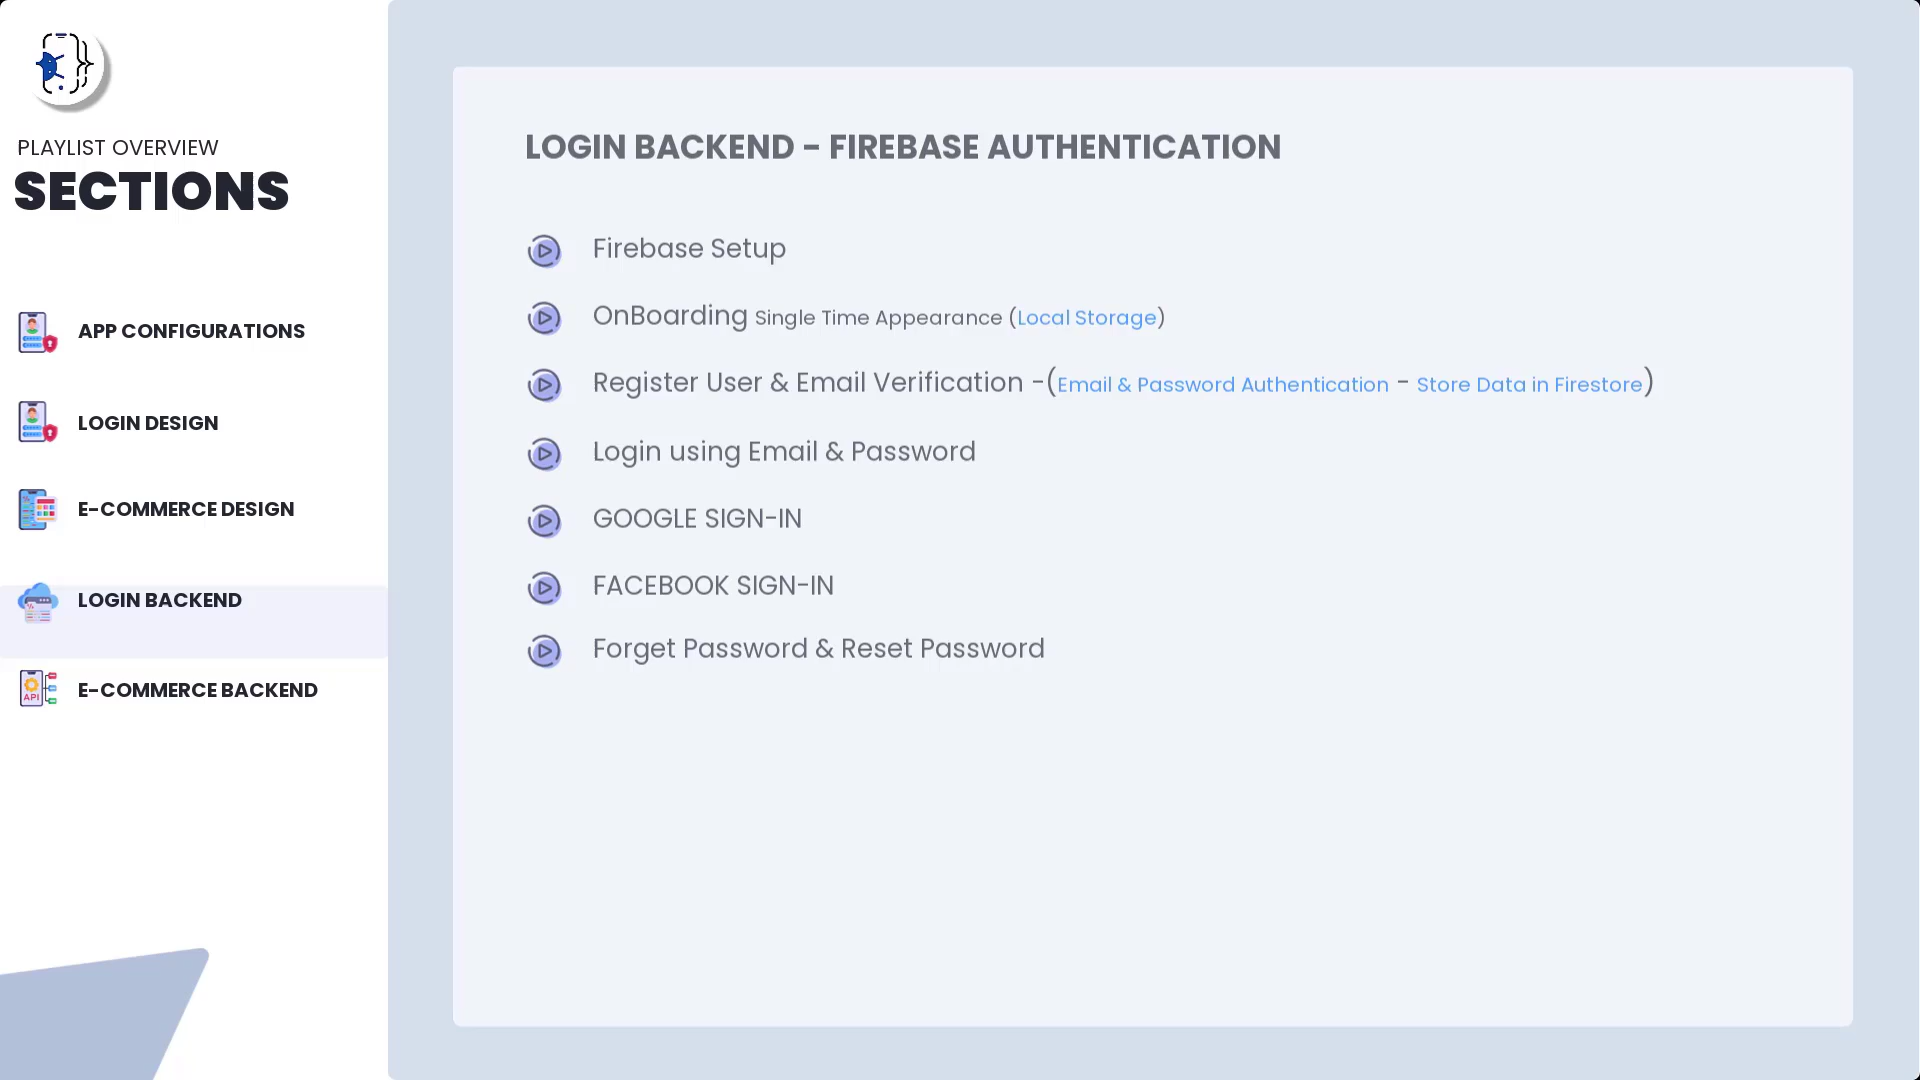 PLAYLIST OVERVIEW
SECTIONS
APP CONFIGURATIONS
LOGIN DESIGN
E-COMMERCE DESIGN
LOGIN BACKEND
API
E-COMMERCE BACKEND
LOGIN BACKEND - FIREBASE AUTHENTICATION
Firebase Setup
OnBoarding Single Time Appearance (Local Storage)
Register User & Email Verification -(Email & Password Authentication - Store Data in Firestore)
Login using Email & Password
GOOGLE SIGN-IN
FACEBOOK SIGN-IN
Forget Password & Reset Password